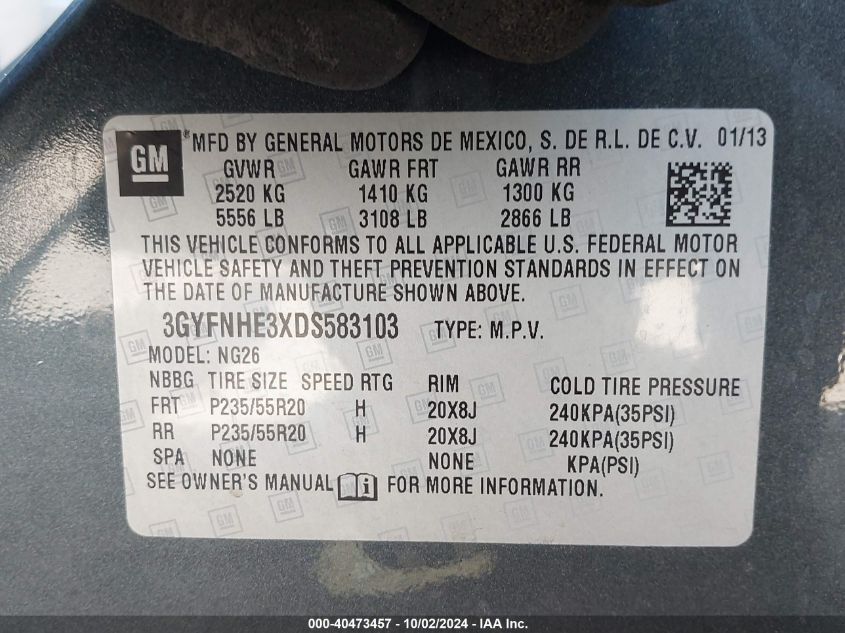 GM ® MFD BY GENERAL MOTORS DE MEXICO, S. DE R.L. DE C.V. 01/13
GVWR GAWR FRT GAWR RR
2520 KG 1410 KG 1300 KG
5556 LB 3108 LB 2866 LB
THIS VEHICLE CONFORMS TO ALL APPLICABLE U.S. FEDERAL MOTOR
VEHICLE SAFETY AND THEFT PREVENTION STANDARDS IN EFFECT ON
THE DATE OF MANUFACTURE SHOWN ABOVE.
3GYFNHE3XDS583103 TYPE: M.P.V.
MODEL: NG26
NBBG TIRE SIZE SPEED RTG RIM COLD TIRE PRESSURE
FRT P235/55R20 H 20X8J 240KPA(35PSI)
RR P235/55R20 H 20X8J 240KPA(35PSI)
SPA NONE NONE KPA(PSI)
SEE OWNER'S MANUAL i FOR MORE INFORMATION.
000-40473457 - 10/02/2024 - IAA Inc.